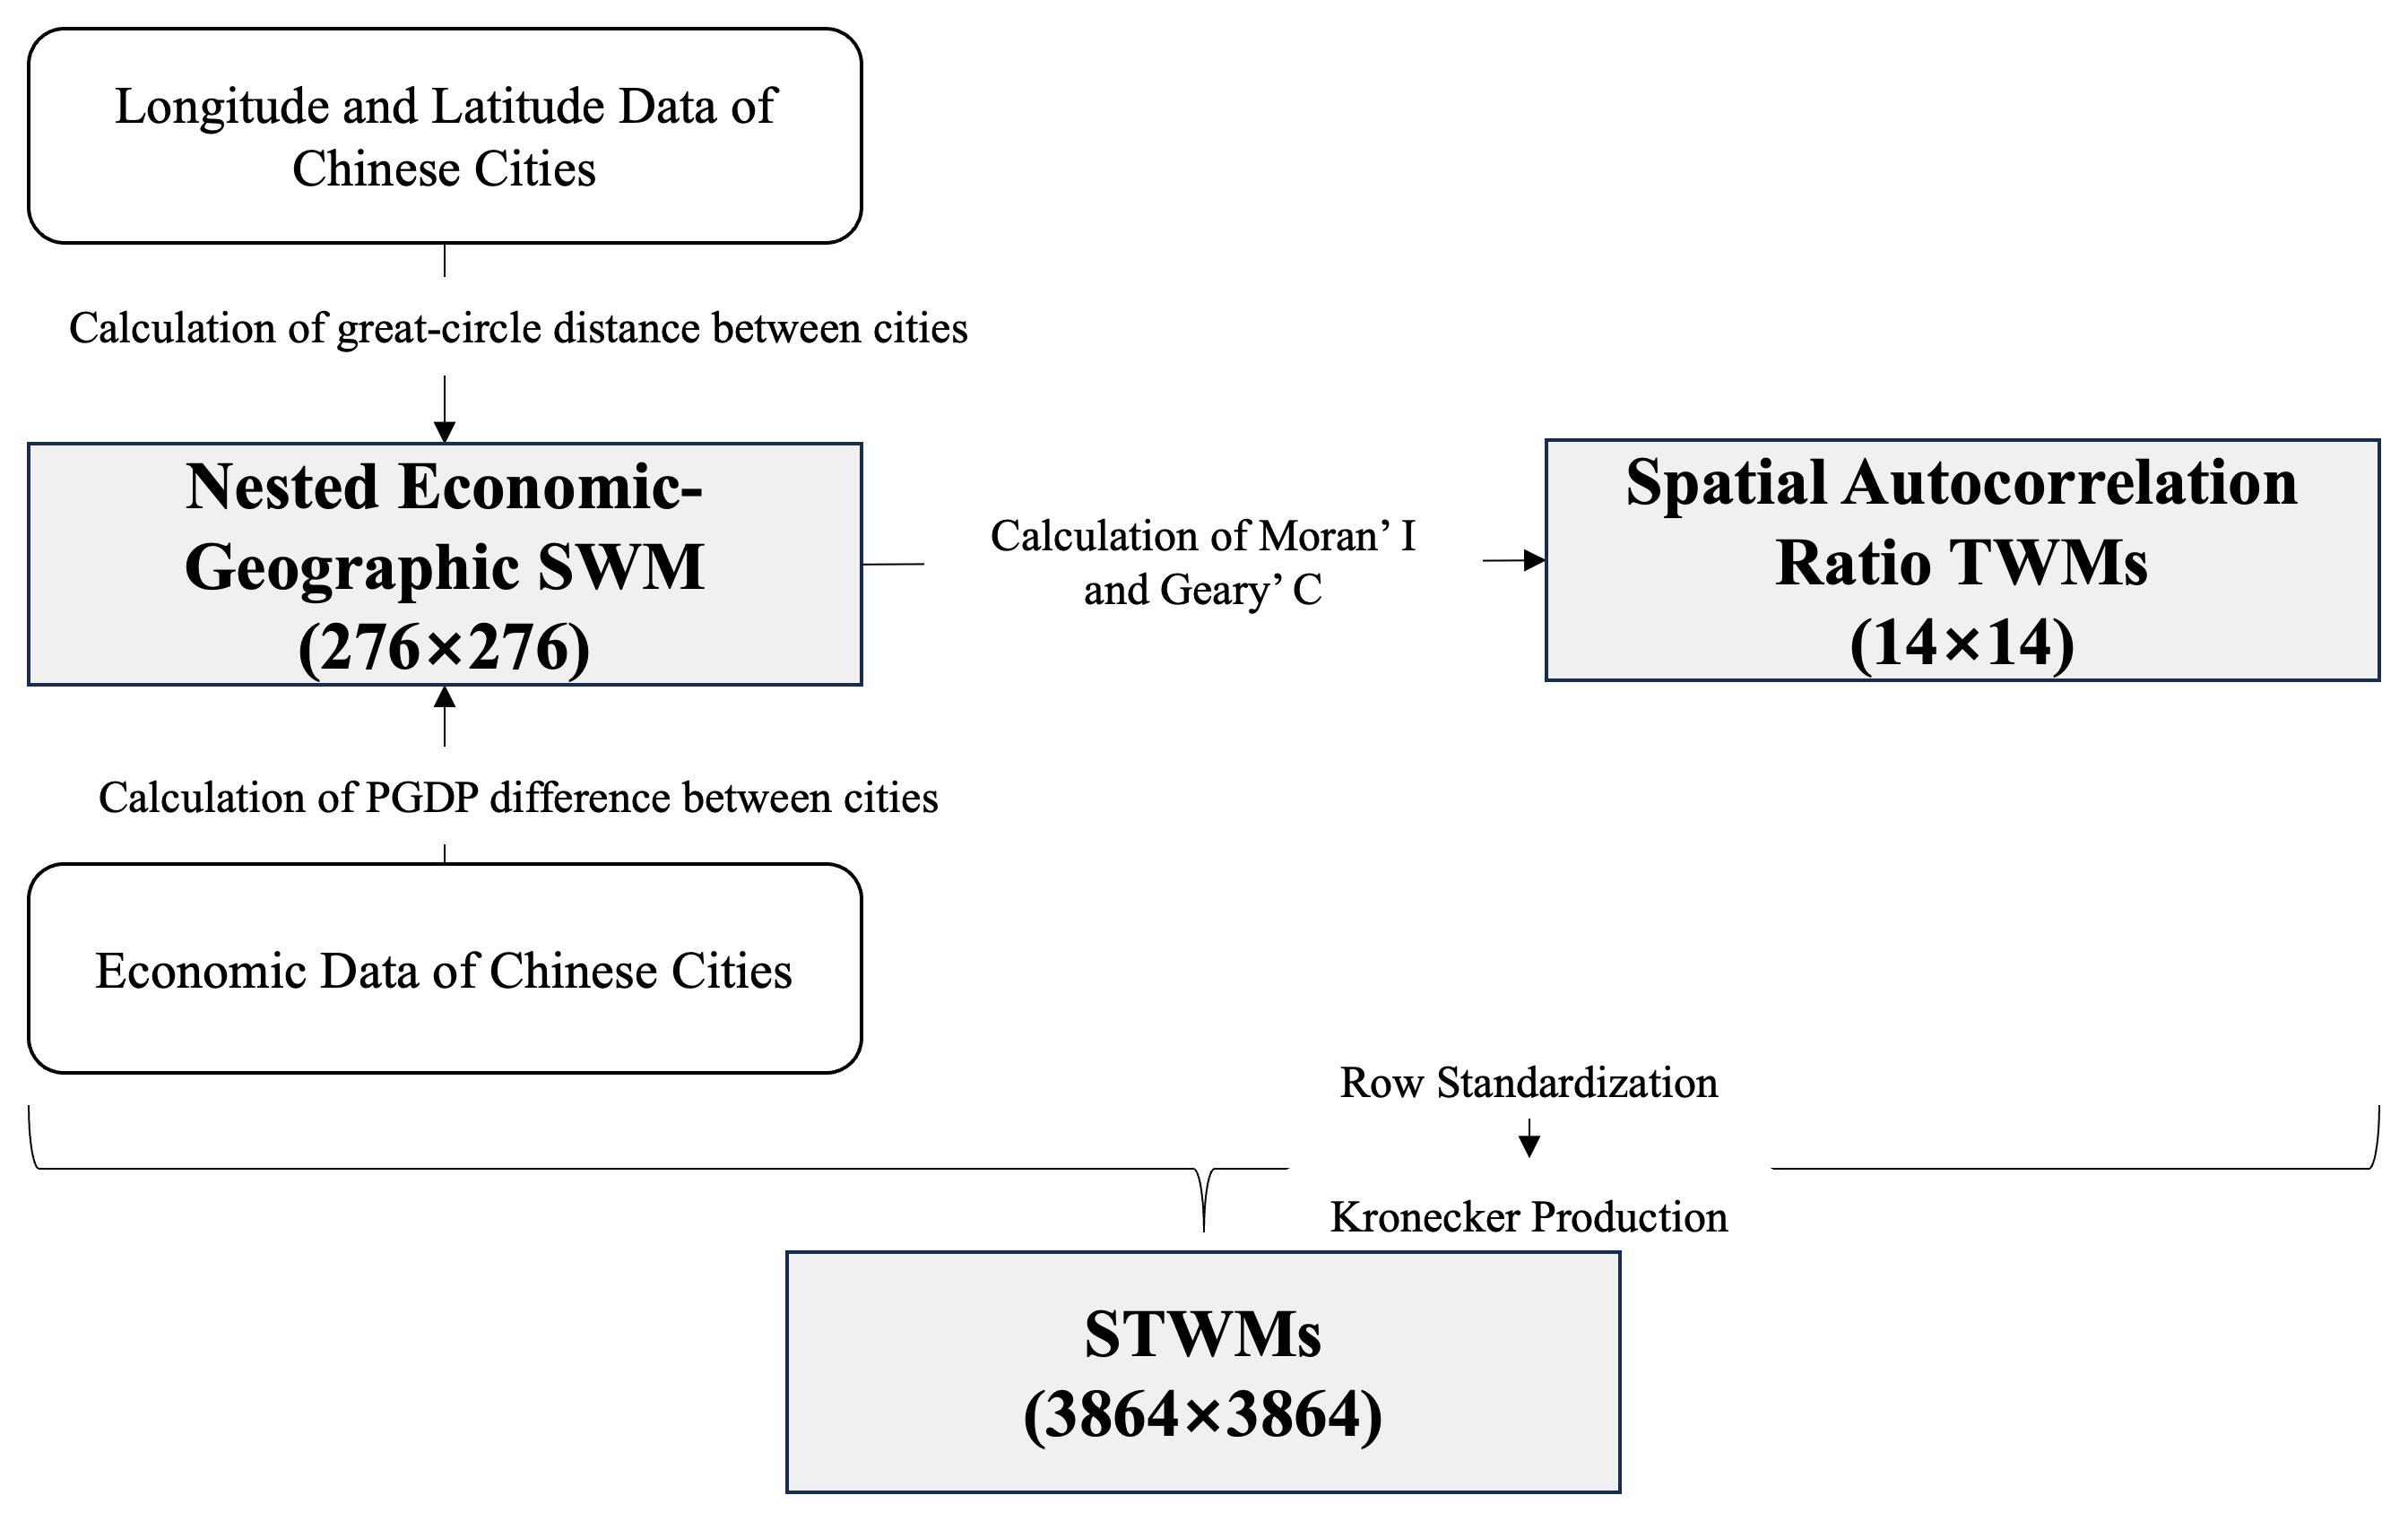 Longitude and Latitude Data of
Chinese Cities
Calculation of great-circle distance between cities
Nested Economic-
Geographic SWM
(276×276)
Calculation of Moran’ I
and Geary’ C
Spatial Autocorrelation
Ratio TWMs
(14×14)
Calculation of PGDP difference between cities
Economic Data of Chinese Cities
Row Standardization
Kronecker Production
STWMs
(3864×3864)